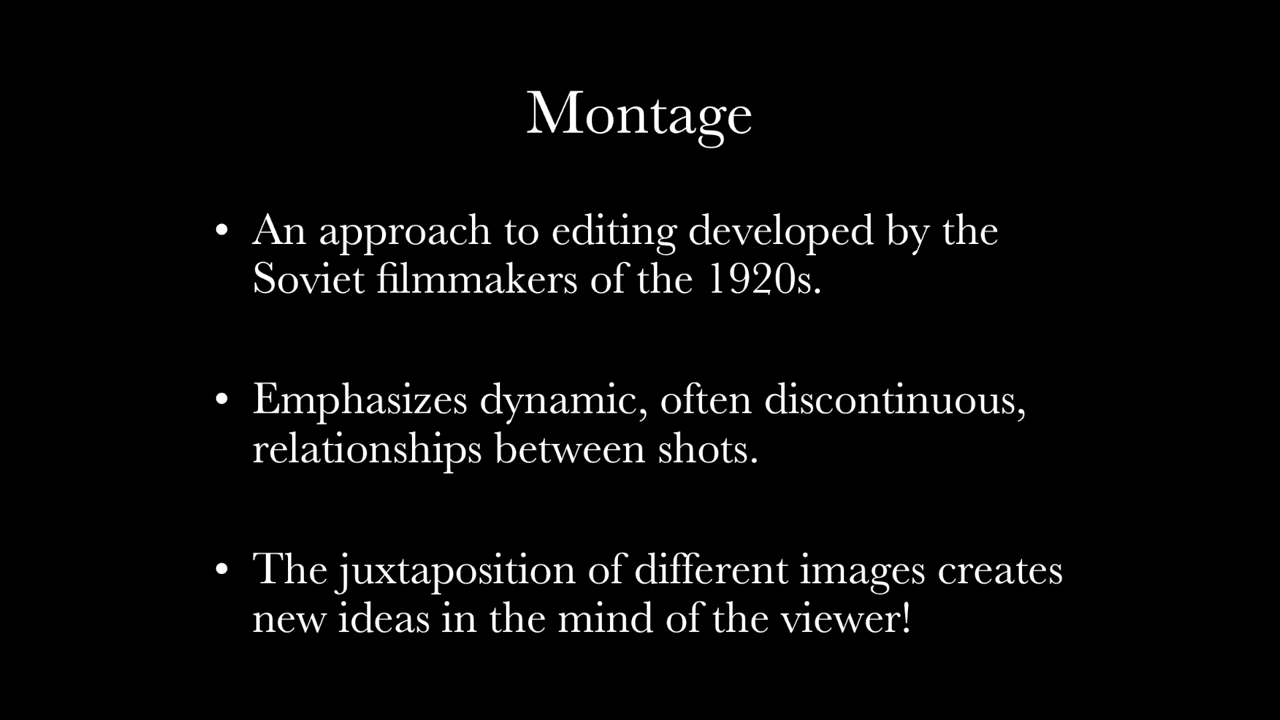 Montage
• An approach to editing developed by the
Soviet filmmakers of the 1920s.
• Emphasizes dynamic, often discontinuous,
relationships between shots.
• The juxtaposition of different images creates
new ideas in the mind of the viewer!